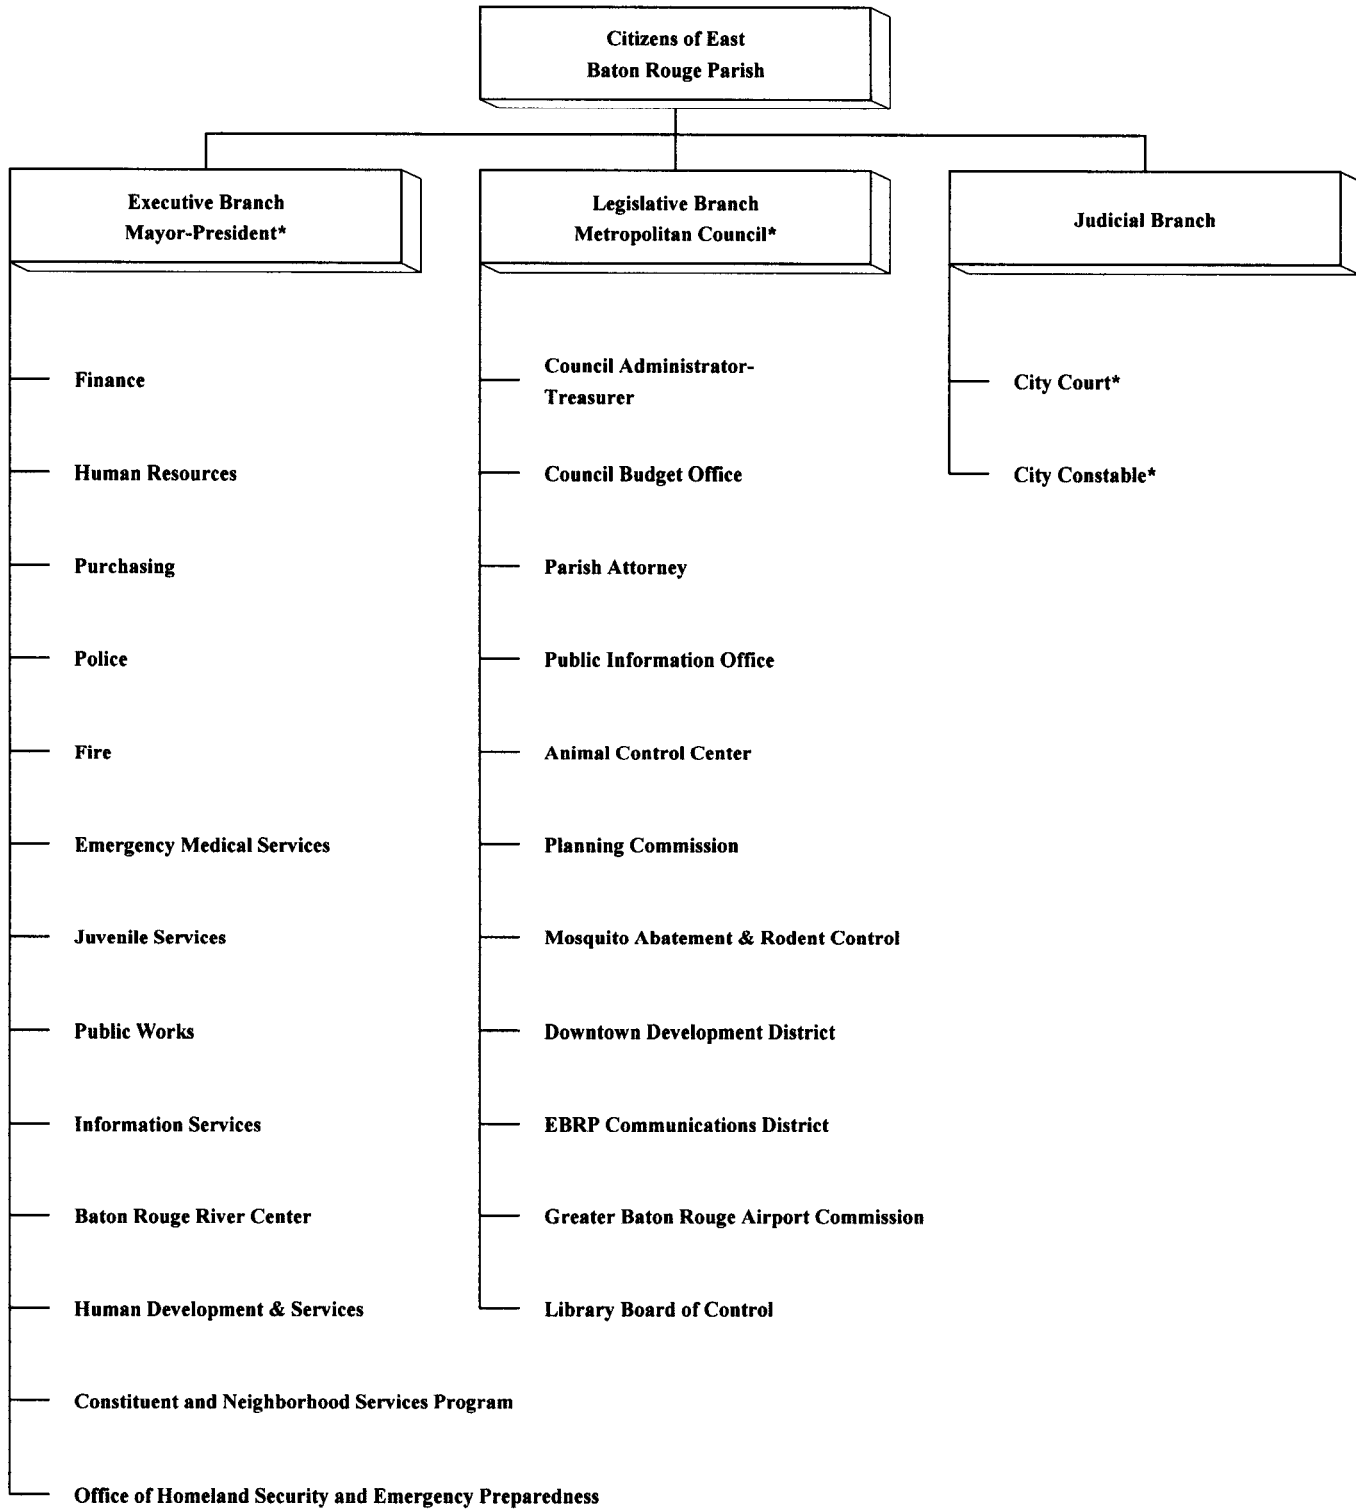 Citizens of East
Baton Rouge Parish
Executive Branch
Mayor-President*
Legislative Branch
Metropolitan Council*
Judicial Branch
Finance
Human Resources
Purchasing
Police
Fire
Emergency Medical Services
Juvenile Services
Public Works
Information Services
Baton Rouge River Center
Human Development & Services
Constituent and Neighborhood Services Program
Office of Homeland Security and Emergency Preparedness
Council Administrator-
Treasurer
Council Budget Office
Parish Attorney
Public Information Office
Animal Control Center
Planning Commission
Mosquito Abatement & Rodent Control
Downtown Development District
EBRP Communications District
Greater Baton Rouge Airport Commission
Library Board of Control
City Court*
City Constable*